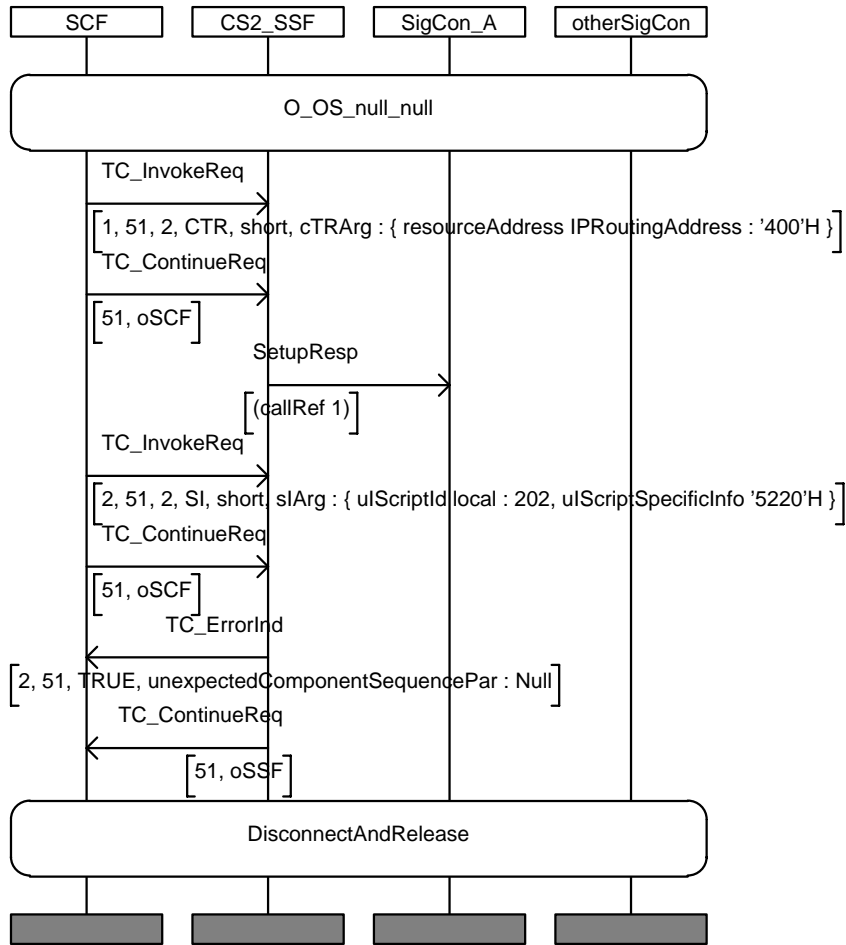 SCF CS2_SSF SigCon_A otherSigCon
O_OS_null_null
TC_InvokeReq
[1, 51, 2, CTR, short, cTRArg : { resourceAddress IPRoutingAddress : ’400’H }]
TC_ContinueReq
[51, oSCF]
SetupResp
[(callRef 1)]
TC_InvokeReq
[2, 51, 2, SI, short, sIArg : { uIScriptId local : 202, uIScriptSpecificInfo ’5220’H }]
TC_ContinueReq
[51, oSCF]
TC_ErrorInd
[2, 51, TRUE, unexpectedComponentSequencePar : Null]
TC_ContinueReq
[51, oSSF]
DisconnectAndRelease